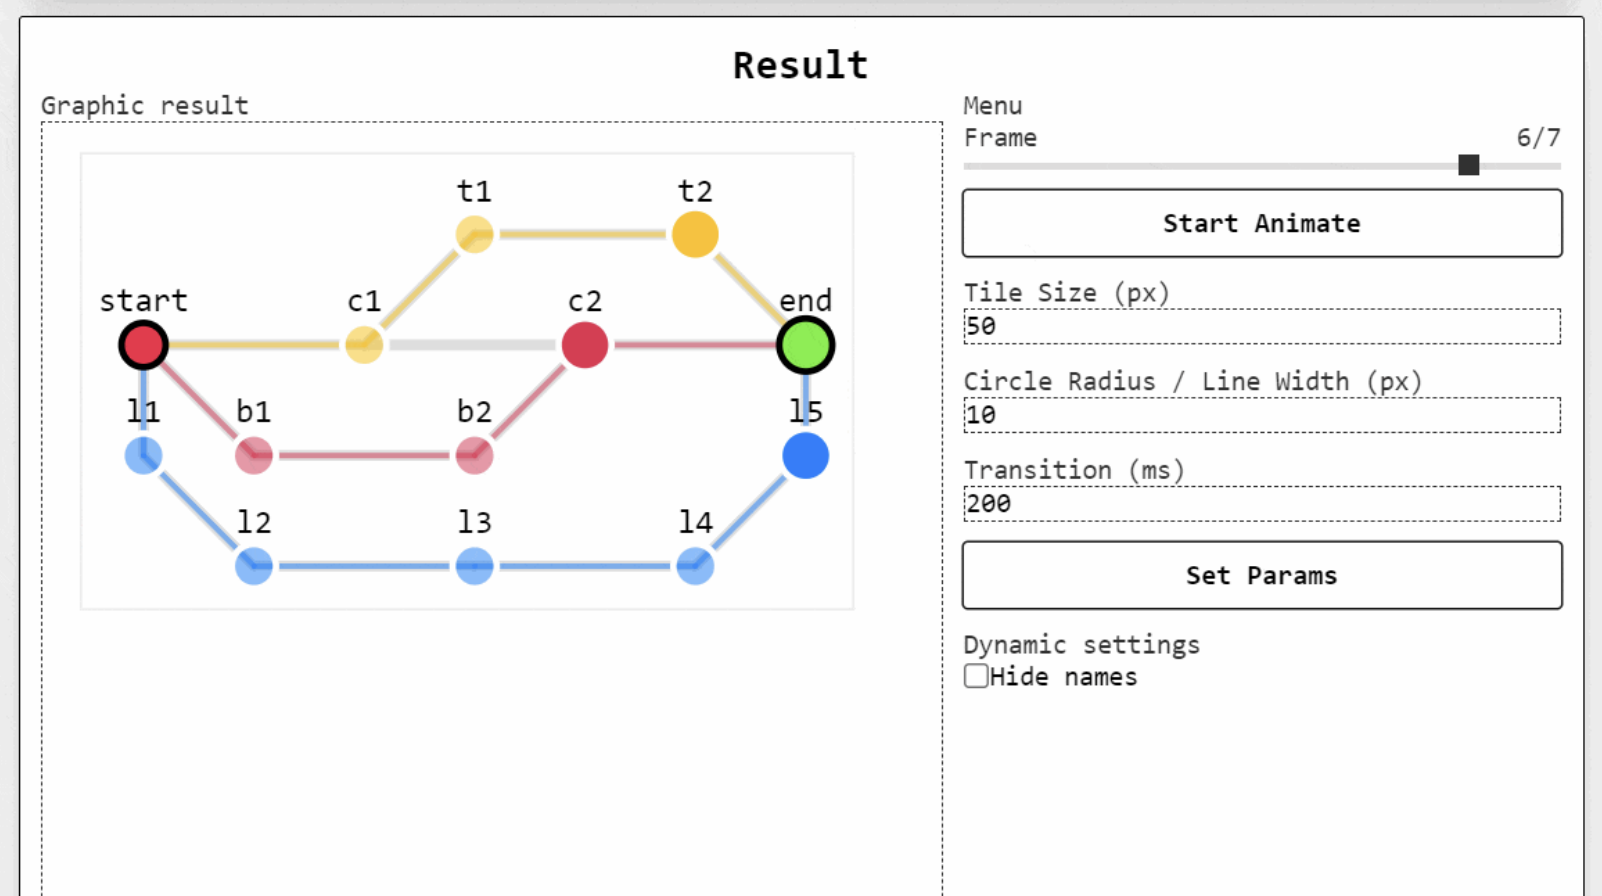 Result
Graphic result
t1 t2
start c1 c2 end
l1 b1 b2 l5
l2 l3 l4
Menu
Frame 6/7
Start Animate
Tile Size (px)
50
Circle Radius / Line Width (px)
10
Transition (ms)
200
Set Params
Dynamic settings
Hide names